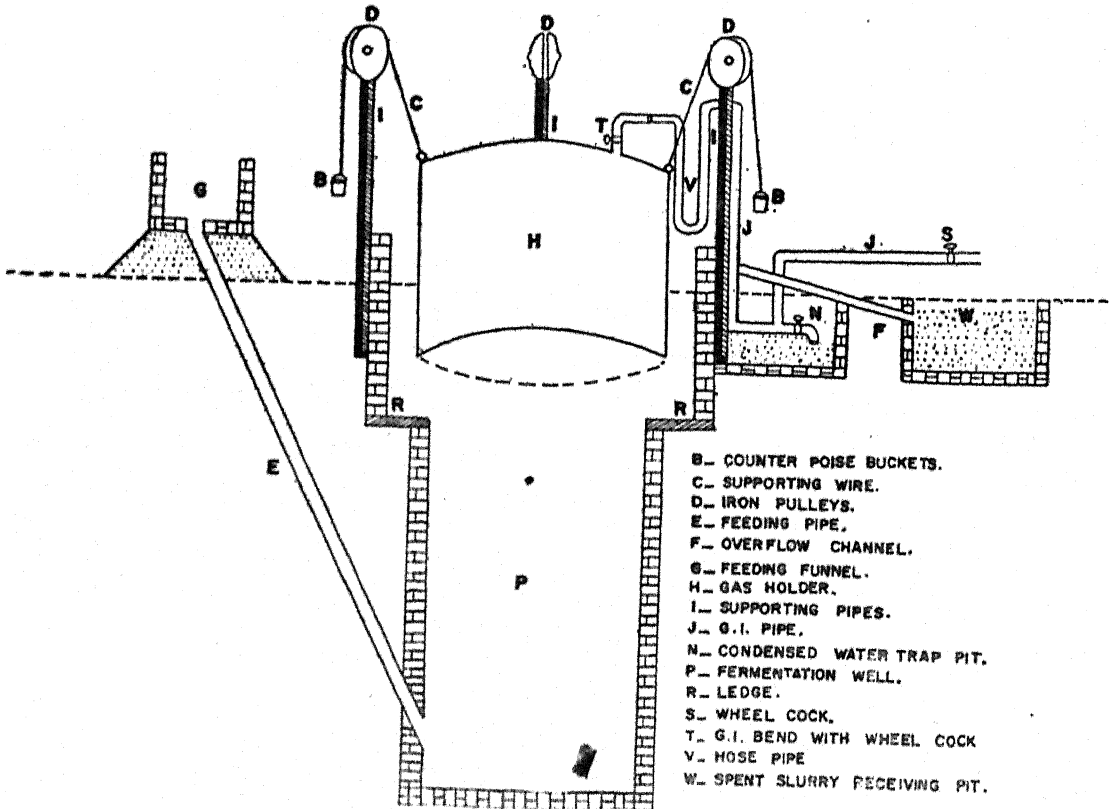 D
D
D
C
C
I
I
I
T
B
G
V
B
H
J
J
S
N
W
F
R
R
E
P
B_ COUNTER POISE BUCKETS.
C_ SUPPORTING WIRE.
D_ IRON PULLEYS.
E_ FEEDING PIPE.
F_ OVERFLOW CHANNEL.
G_ FEEDING FUNNEL.
H_ GAS HOLDER.
I_ SUPPORTING PIPES.
J_ G.I. PIPE.
N_ CONDENSED WATER TRAP PIT.
P_ FERMENTATION WELL.
R_ LEDGE.
S_ WHEEL COCK.
T_ G.I. BEND WITH WHEEL COCK
V_ HOSE PIPE
W_ SPENT SLURRY RECEIVING PIT.